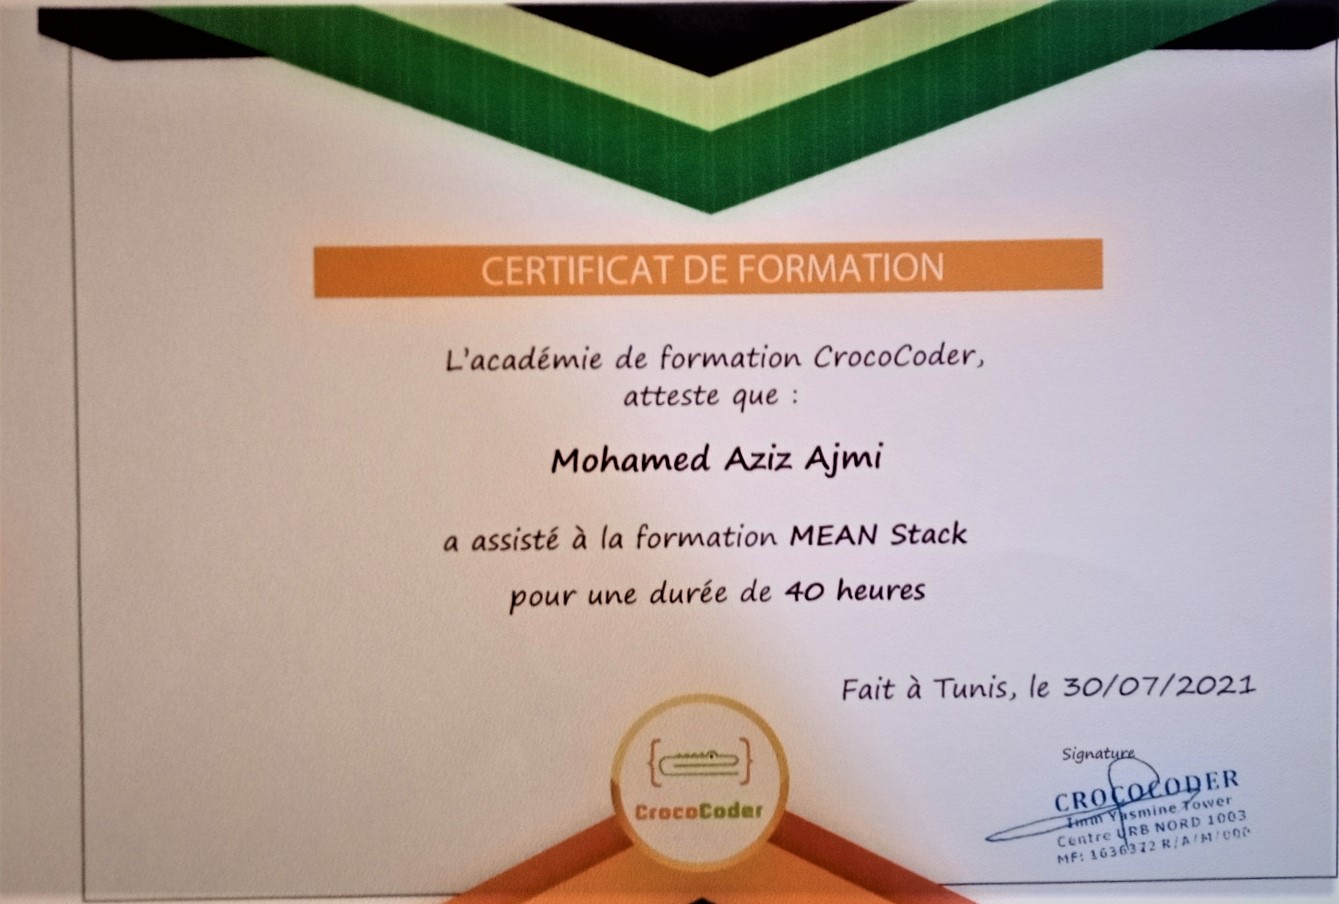 CERTIFICAT DE FORMATION
L'académie de formation CrocoCoder,
atteste que :
Mohamed Aziz Ajmi
a assisté à la formation MEAN Stack
pour une durée de 40 heures
Fait à Tunis, le 30/07/2021
Signature
CROCOCODER
Imm Yasmine Tower
Centre URB NORD 1003
MF: 1636372 R/A/M/000
CrocoCoder